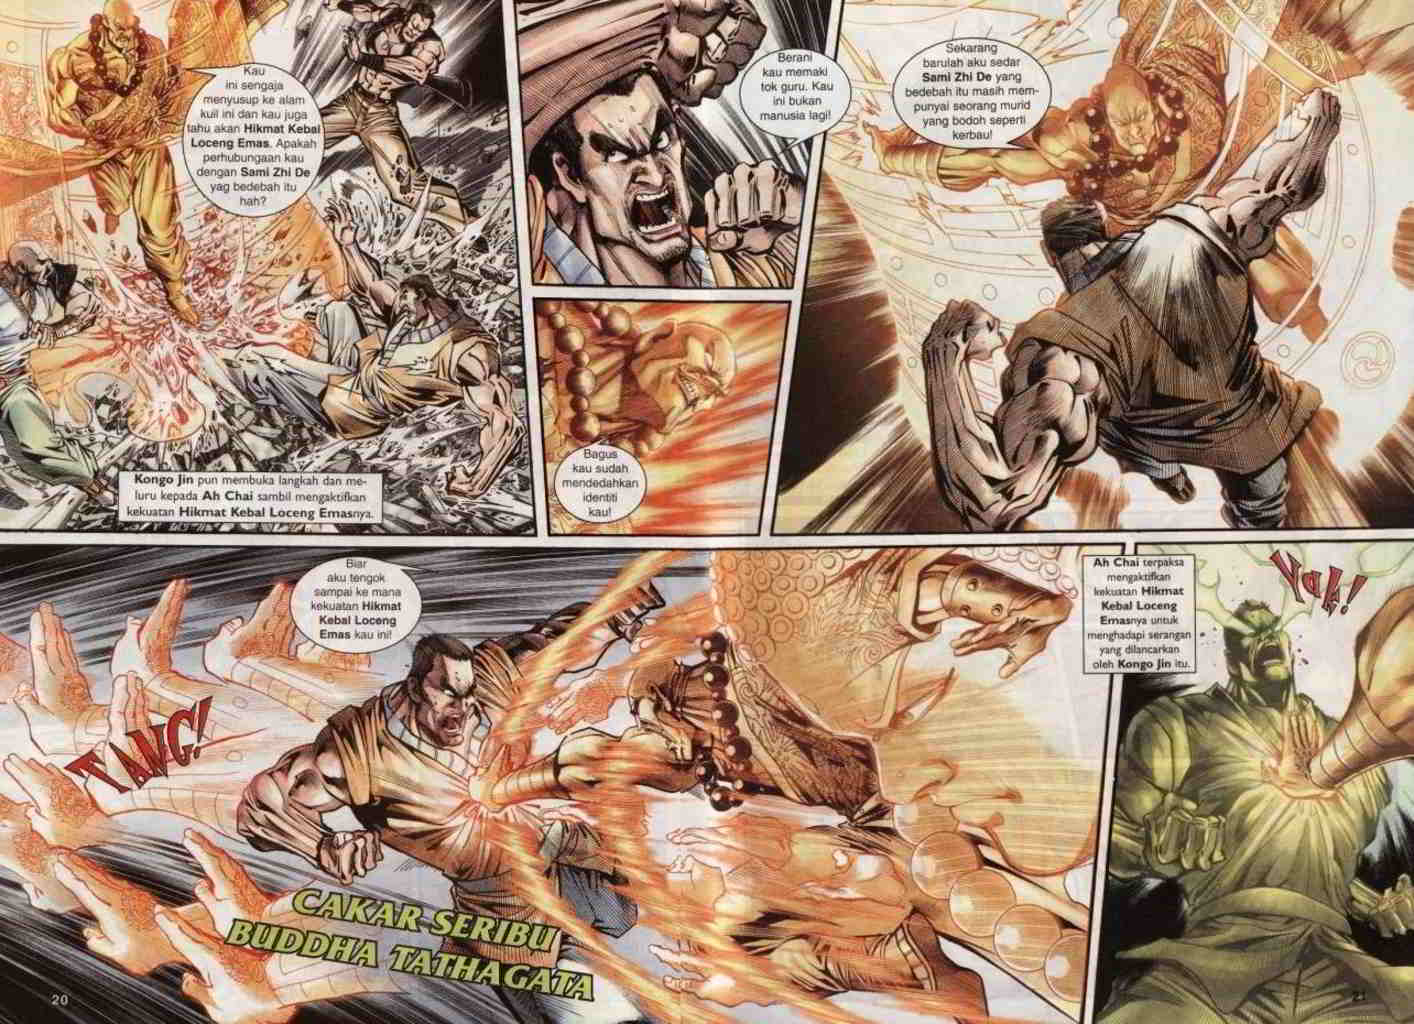 Kau
ini sengaja
menyusup ke alam
kuil ini dan kau juga
tahu akan Hikmat Kebal
Loceng Emas. Apakah
perhubungaan kau
dengan Sami Zhi De
yag bedebah itu
hah?
Kongo Jin pun membuka langkah dan me-
luru kepada Ah Chai sambil mengaktifkan
kekuatan Hikmat Kebal Loceng Emasnya.
Berani
kau memaki
tok guru. Kau
ini bukan
manusia lagi!
Bagus
kau sudah
mendedahkan
identiti
kau!
Sekarang
barulah aku sedar
Sami Zhi De yang
bedebah itu masih mem-
punyai seorang murid
yang bodoh seperti
kerbau!
Biar
aku tengok
sampai ke mana
kekuatan Hikmat
Kebal Loceng
Emas kau ini!
TANG!
CAKAR SERIBU
BUDDHA TATHAGATA
Ah Chai terpaksa
mengaktifkan
kekuatan Hikmat
Kebal Loceng
Emasnya untuk
menghadapi serangan
yang dilancarkan
oleh Kongo Jin itu.
Yak!
20
21